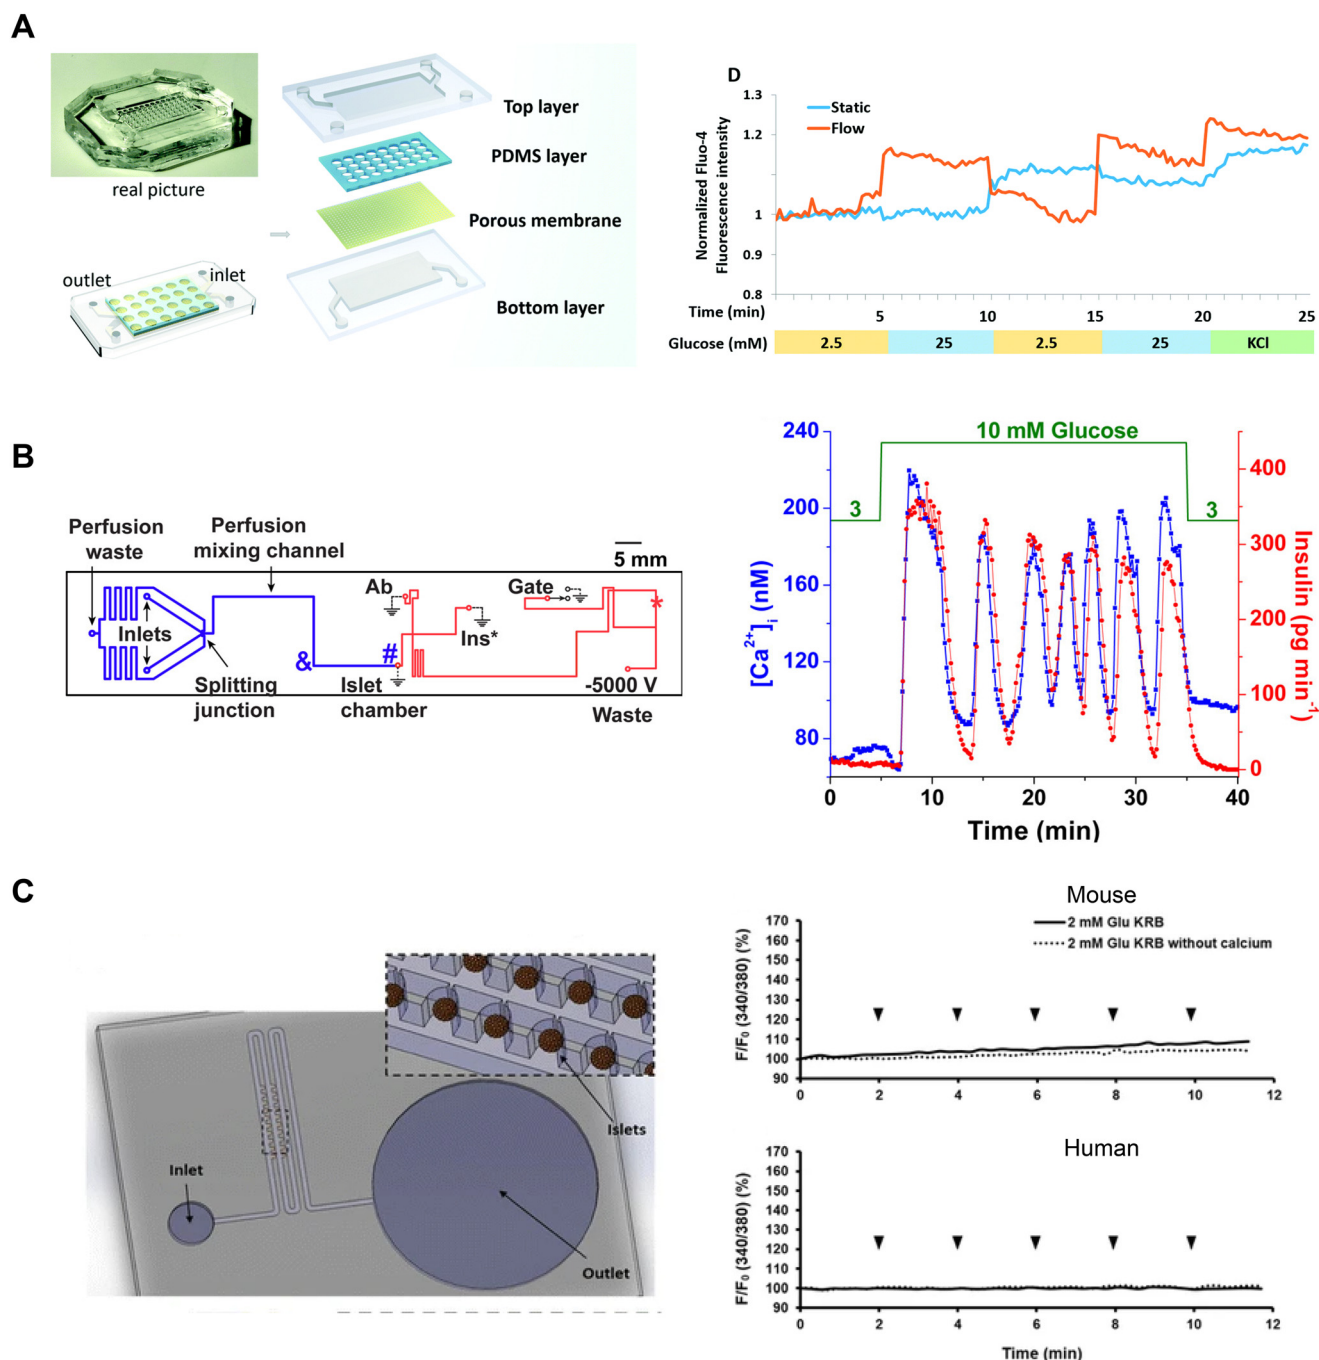 A
real picture
outlet
inlet
Top layer
PDMS layer
Porous membrane
Bottom layer
D
Normalized Fluo-4
Fluorescence intensity
1.3
1.2
1.1
1
0.9
0.8
Static
Flow
Time (min)
5
10
15
20
25
Glucose (mM)
2.5
25
2.5
25
KCl
B
Perfusion
waste
Perfusion
mixing channel
5 mm
Inlets
Splitting
junction
&
#
Islet
chamber
Ab
Ins*
Gate
*
-5000 V
Waste
[Ca²⁺]ᵢ (nM)
240
200
160
120
80
10 mM Glucose
3
3
400
300
200
100
0
Insulin (pg min⁻¹)
0
10
20
30
40
Time (min)
C
Inlet
Islets
Outlet
Mouse
F/F₀ (340/380) (%)
170
160
150
140
130
120
110
100
90
2 mM Glu KRB
2 mM Glu KRB without calcium
0
2
4
6
8
10
12
Human
F/F₀ (340/380) (%)
170
160
150
140
130
120
110
100
90
0
2
4
6
8
10
12
Time (min)